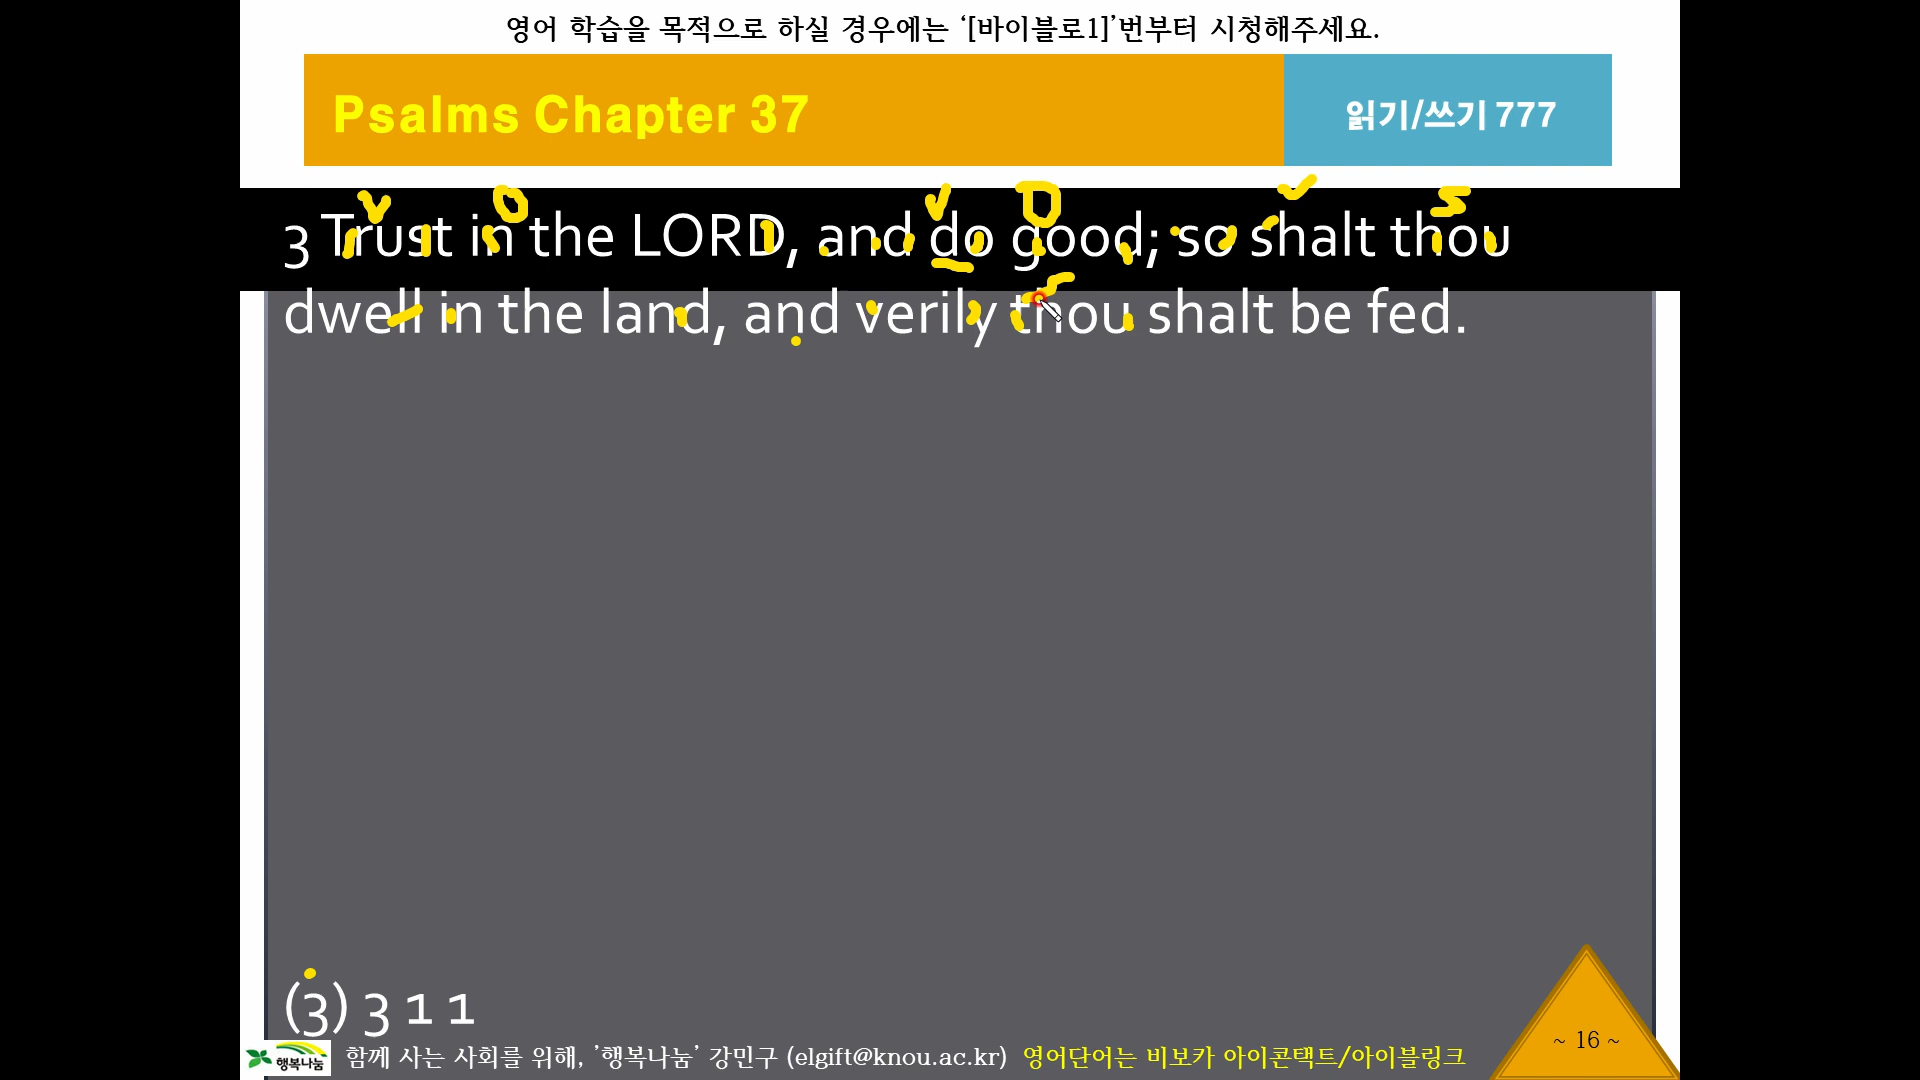 영어 학습을 목적으로 하실 경우에는 ‘[바이블로1]’번부터 시청해주세요.
Psalms Chapter 37
읽기/쓰기 777
V O V O V S
3 Trust in the LORD, and do good; so shalt thou
S
dwell in the land, and verily thou shalt be fed.
(3) 3 1 1
~ 16 ~
행복나눔 함께 사는 사회를 위해, ’행복나눔’ 강민구 (elgift@knou.ac.kr) 영어단어는 비보카 아이콘택트/아이블링크